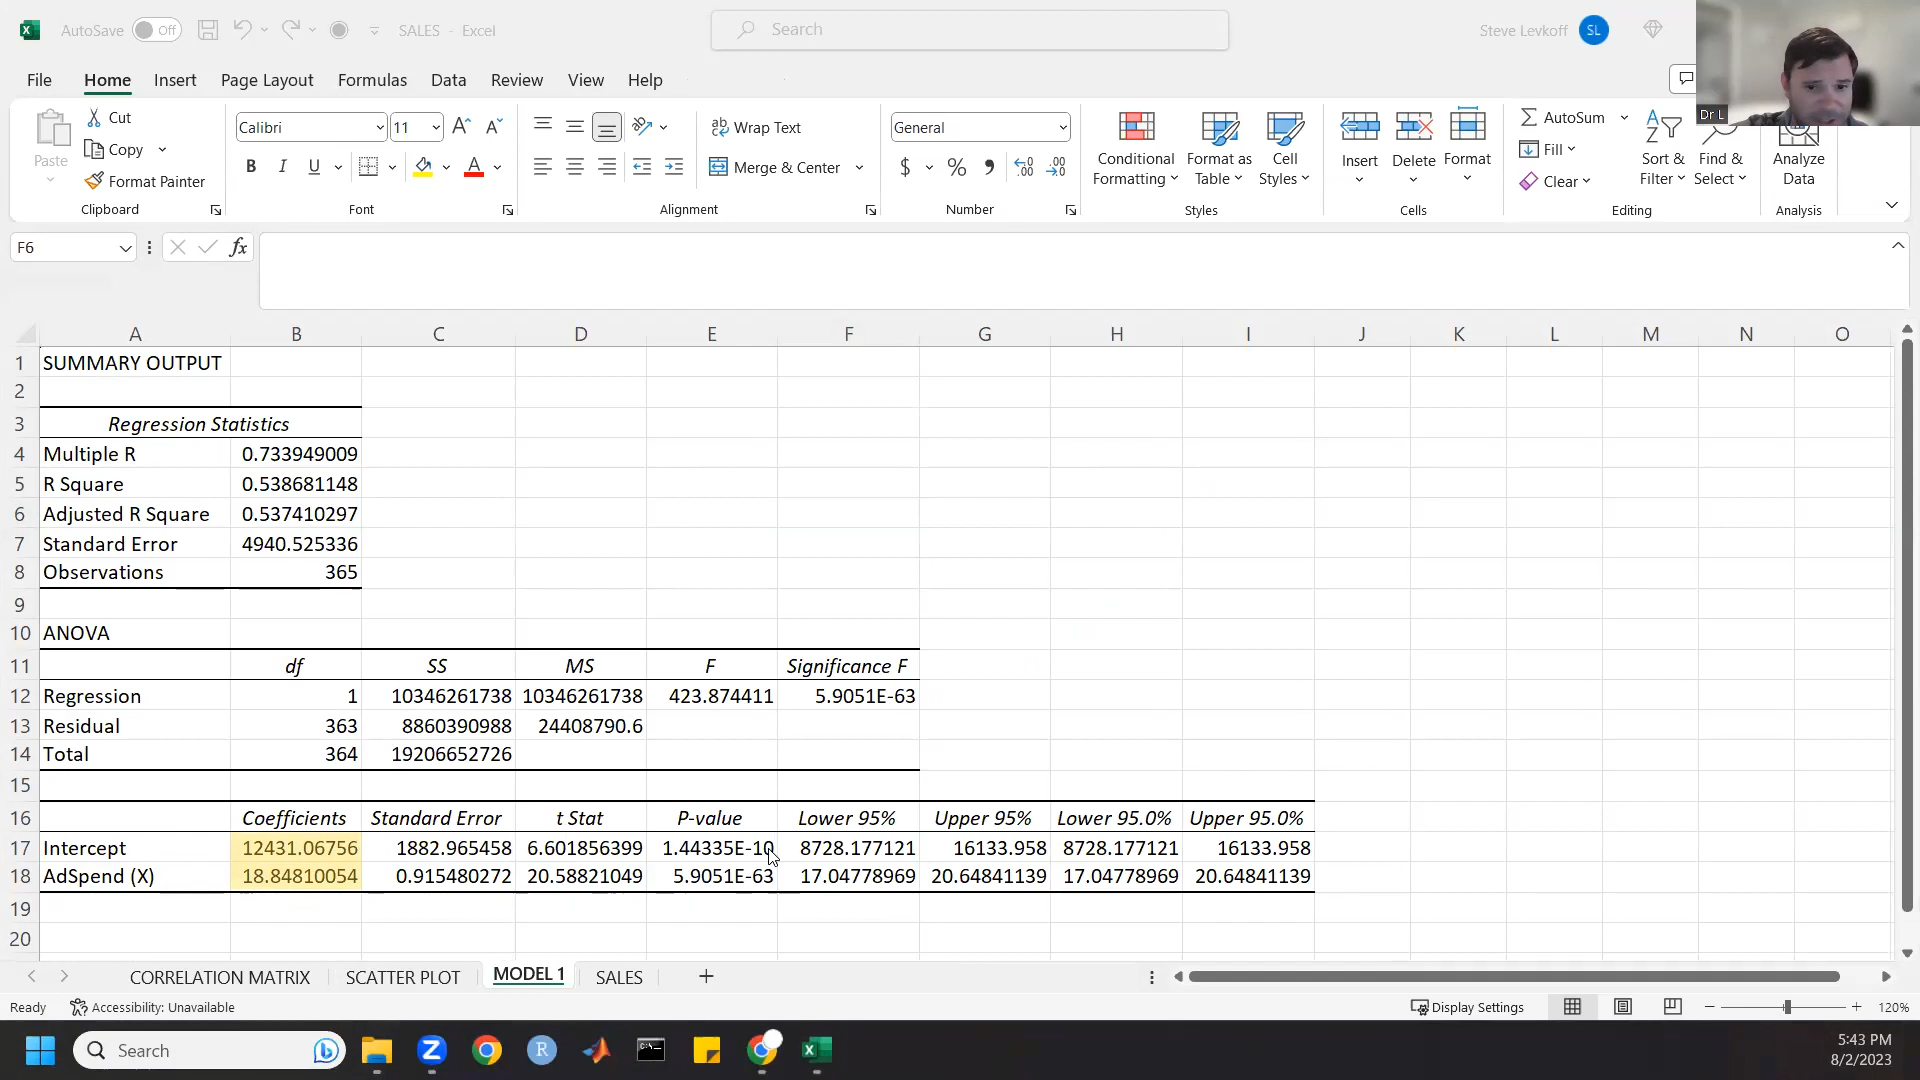 AutoSave Off SALES - Excel Search Steve Levkoff SL
File Home Insert Page Layout Formulas Data Review View Help
Dr L
Paste Cut Copy Format Painter Clipboard
Calibri 11 B I U A Font
ab Wrap Text Merge & Center Alignment
General $ % Number
Conditional Formatting Format as Table Cell Styles Styles
Insert Delete Format Cells
AutoSum Fill Clear Sort & Filter Find & Select Editing
Analyze Data Analysis
F6 fx
A B C D E F G H I J K L M N O
1 SUMMARY OUTPUT
2
3 Regression Statistics
4 Multiple R 0.733949009
5 R Square 0.538681148
6 Adjusted R Square 0.537410297
7 Standard Error 4940.525336
8 Observations 365
9
10 ANOVA
11 df SS MS F Significance F
12 Regression 1 10346261738 10346261738 423.874411 5.9051E-63
13 Residual 363 8860390988 24408790.6
14 Total 364 19206652726
15
16 Coefficients Standard Error t Stat P-value Lower 95% Upper 95% Lower 95.0% Upper 95.0%
17 Intercept 12431.06756 1882.965458 6.601856399 1.44335E-10 8728.177121 16133.958 8728.177121 16133.958
18 AdSpend (X) 18.84810054 0.915480272 20.58821049 5.9051E-63 17.04778969 20.64841139 17.04778969 20.64841139
19
20
CORRELATION MATRIX SCATTER PLOT MODEL 1 SALES +
Ready Accessibility: Unavailable Display Settings 120%
Search 5:43 PM
8/2/2023